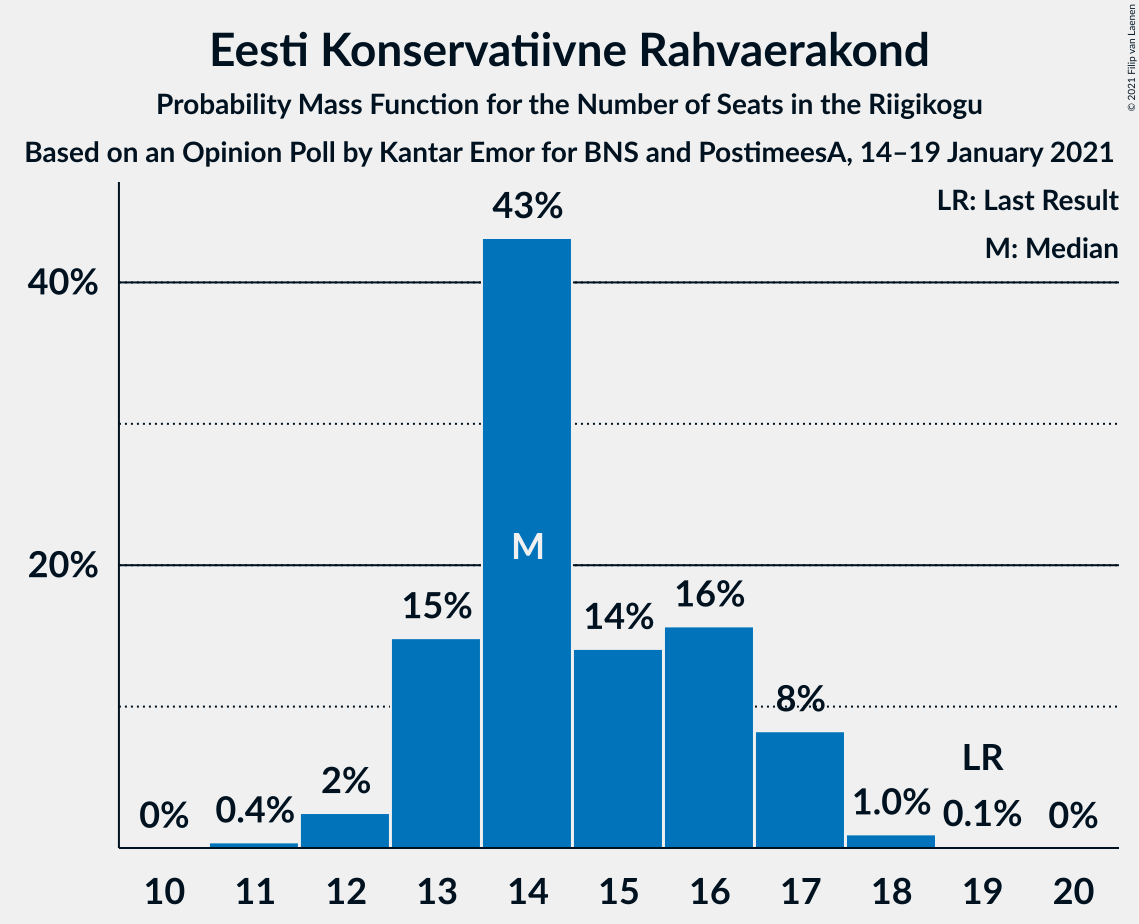 Eesti Konservatiivne Rahvaerakond
Probability Mass Function for the Number of Seats in the Riigikogu
Based on an Opinion Poll by Kantar Emor for BNS and PostimeesA, 14–19 January 2021
© 2021 Filip van Laenen
LR: Last Result
M: Median
40%
20%
0%
0.4%
2%
15%
43%
M
14%
16%
8%
1.0%
LR
0.1%
0%
10 11 12 13 14 15 16 17 18 19 20